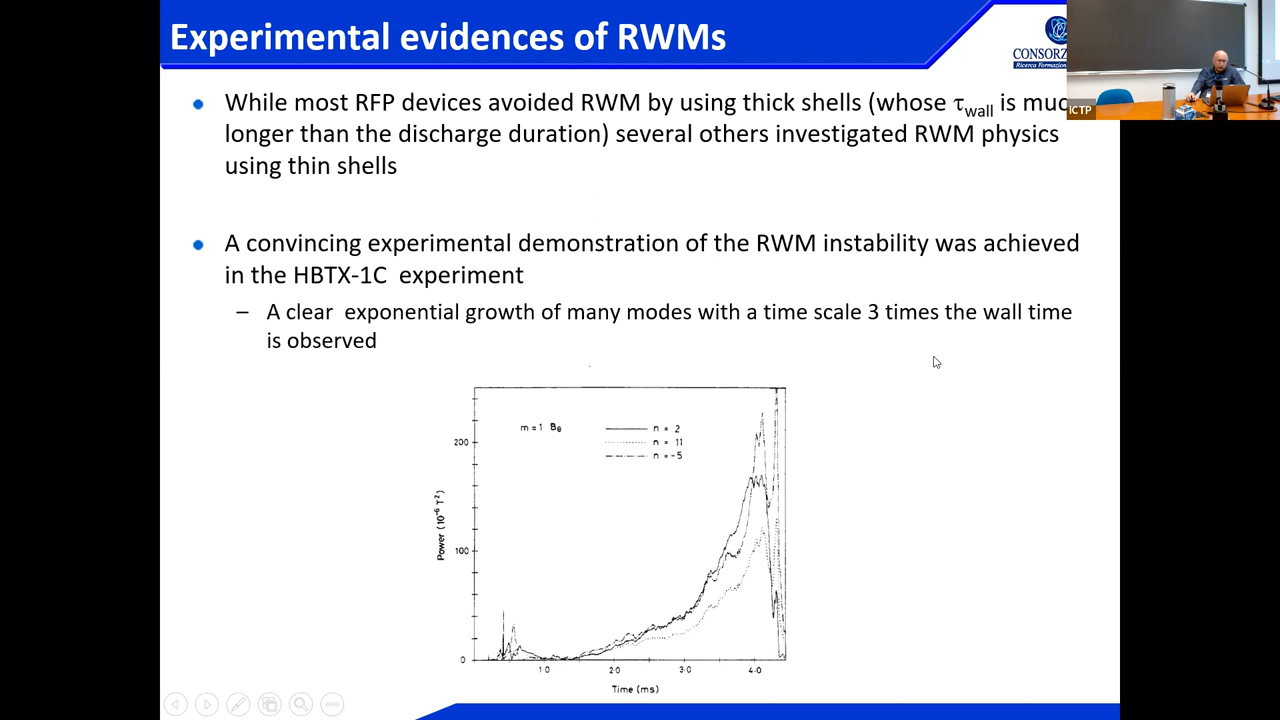 Experimental evidences of RWMs
CONSORZ
Ricerca Formazion
ICTP
While most RFP devices avoided RWM by using thick shells (whose τwall is muc
longer than the discharge duration) several others investigated RWM physics
using thin shells
A convincing experimental demonstration of the RWM instability was achieved
in the HBTX-1C experiment
– A clear exponential growth of many modes with a time scale 3 times the wall time
is observed
m=1 Bθ
n = 2
n = 11
n = -5
200
100
0
Power (10⁻⁶ T²)
1·0 2·0 3·0 4·0
Time (ms)